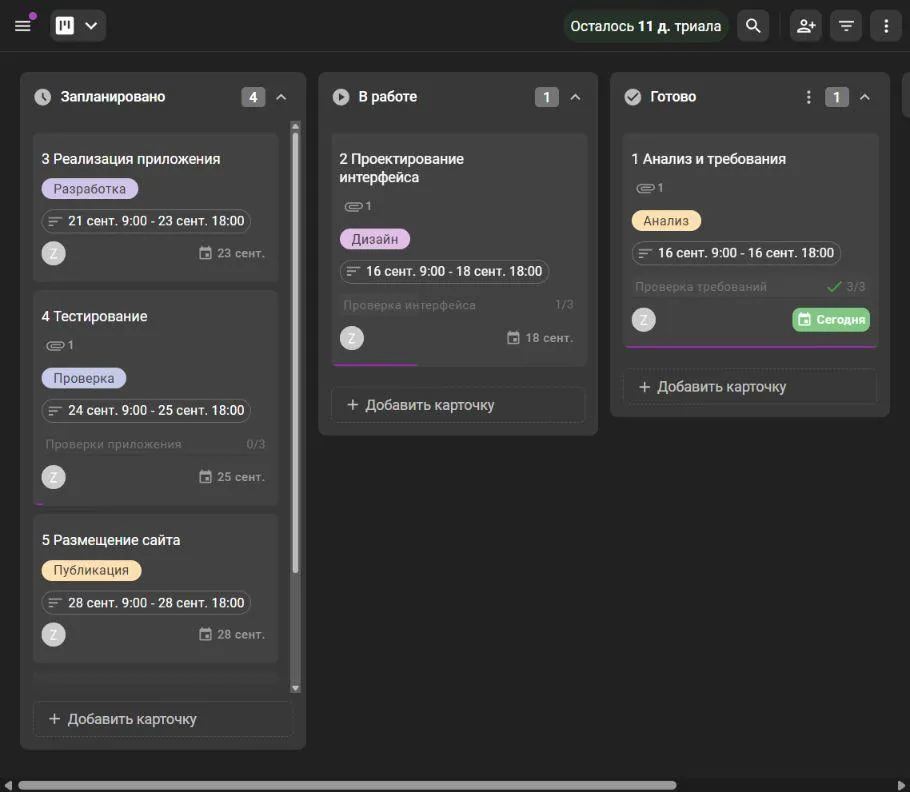 Осталось 11 д. триала
Запланировано
4
3 Реализация приложения
Разработка
21 сент. 9:00 - 23 сент. 18:00
Z
23 сент.
4 Тестирование
1
Проверка
24 сент. 9:00 - 25 сент. 18:00
Проверки приложения 0/3
Z
25 сент.
5 Размещение сайта
Публикация
28 сент. 9:00 - 28 сент. 18:00
Z
28 сент.
+ Добавить карточку
В работе
1
2 Проектирование
интерфейса
1
Дизайн
16 сент. 9:00 - 18 сент. 18:00
Проверка интерфейса 1/3
Z
18 сент.
+ Добавить карточку
Готово
1
1 Анализ и требования
1
Анализ
16 сент. 9:00 - 16 сент. 18:00
Проверка требований 3/3
Z
Сегодня
+ Добавить карточку